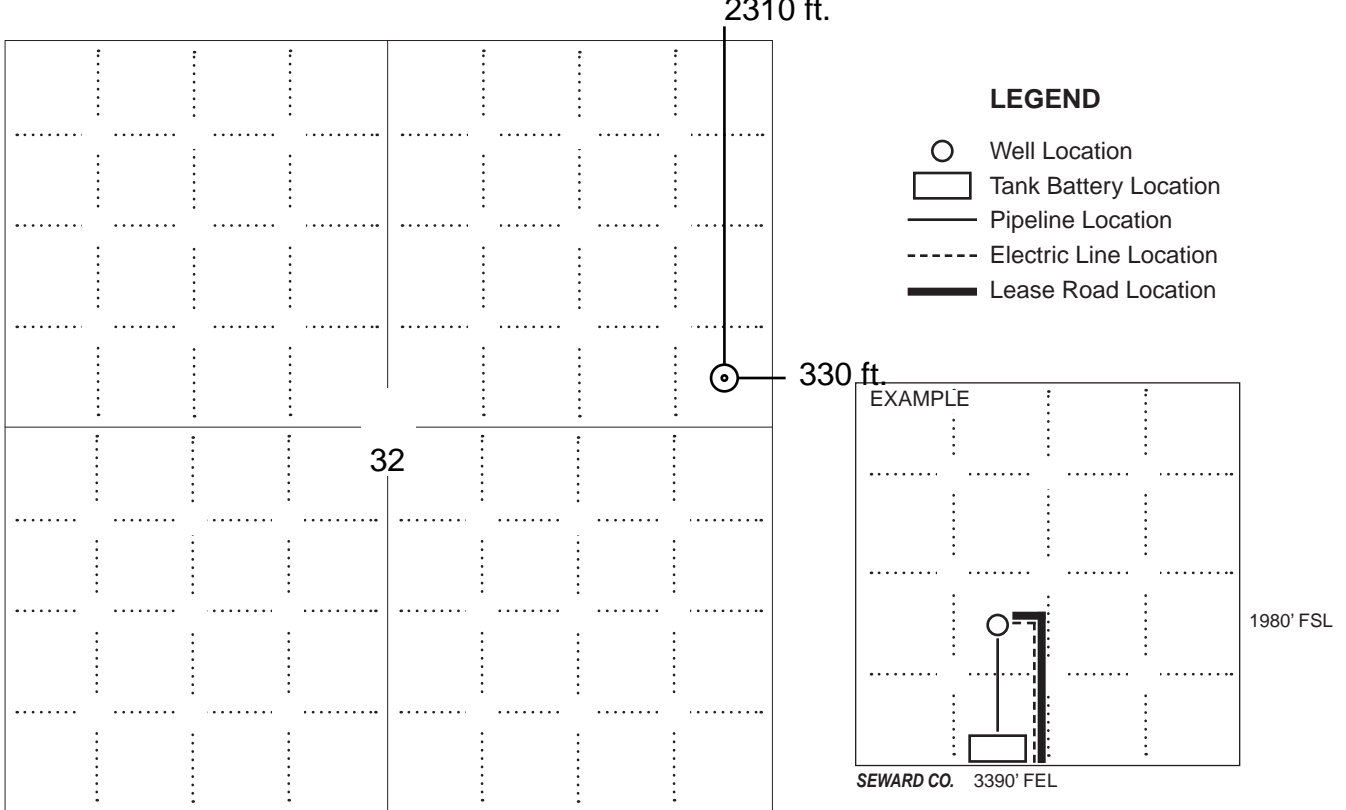 2310 ft.
LEGEND
Well Location
Tank Battery Location
Pipeline Location
Electric Line Location
Lease Road Location
330 ft.
EXAMPLE
32
1980' FSL
SEWARD CO. 3390' FEL